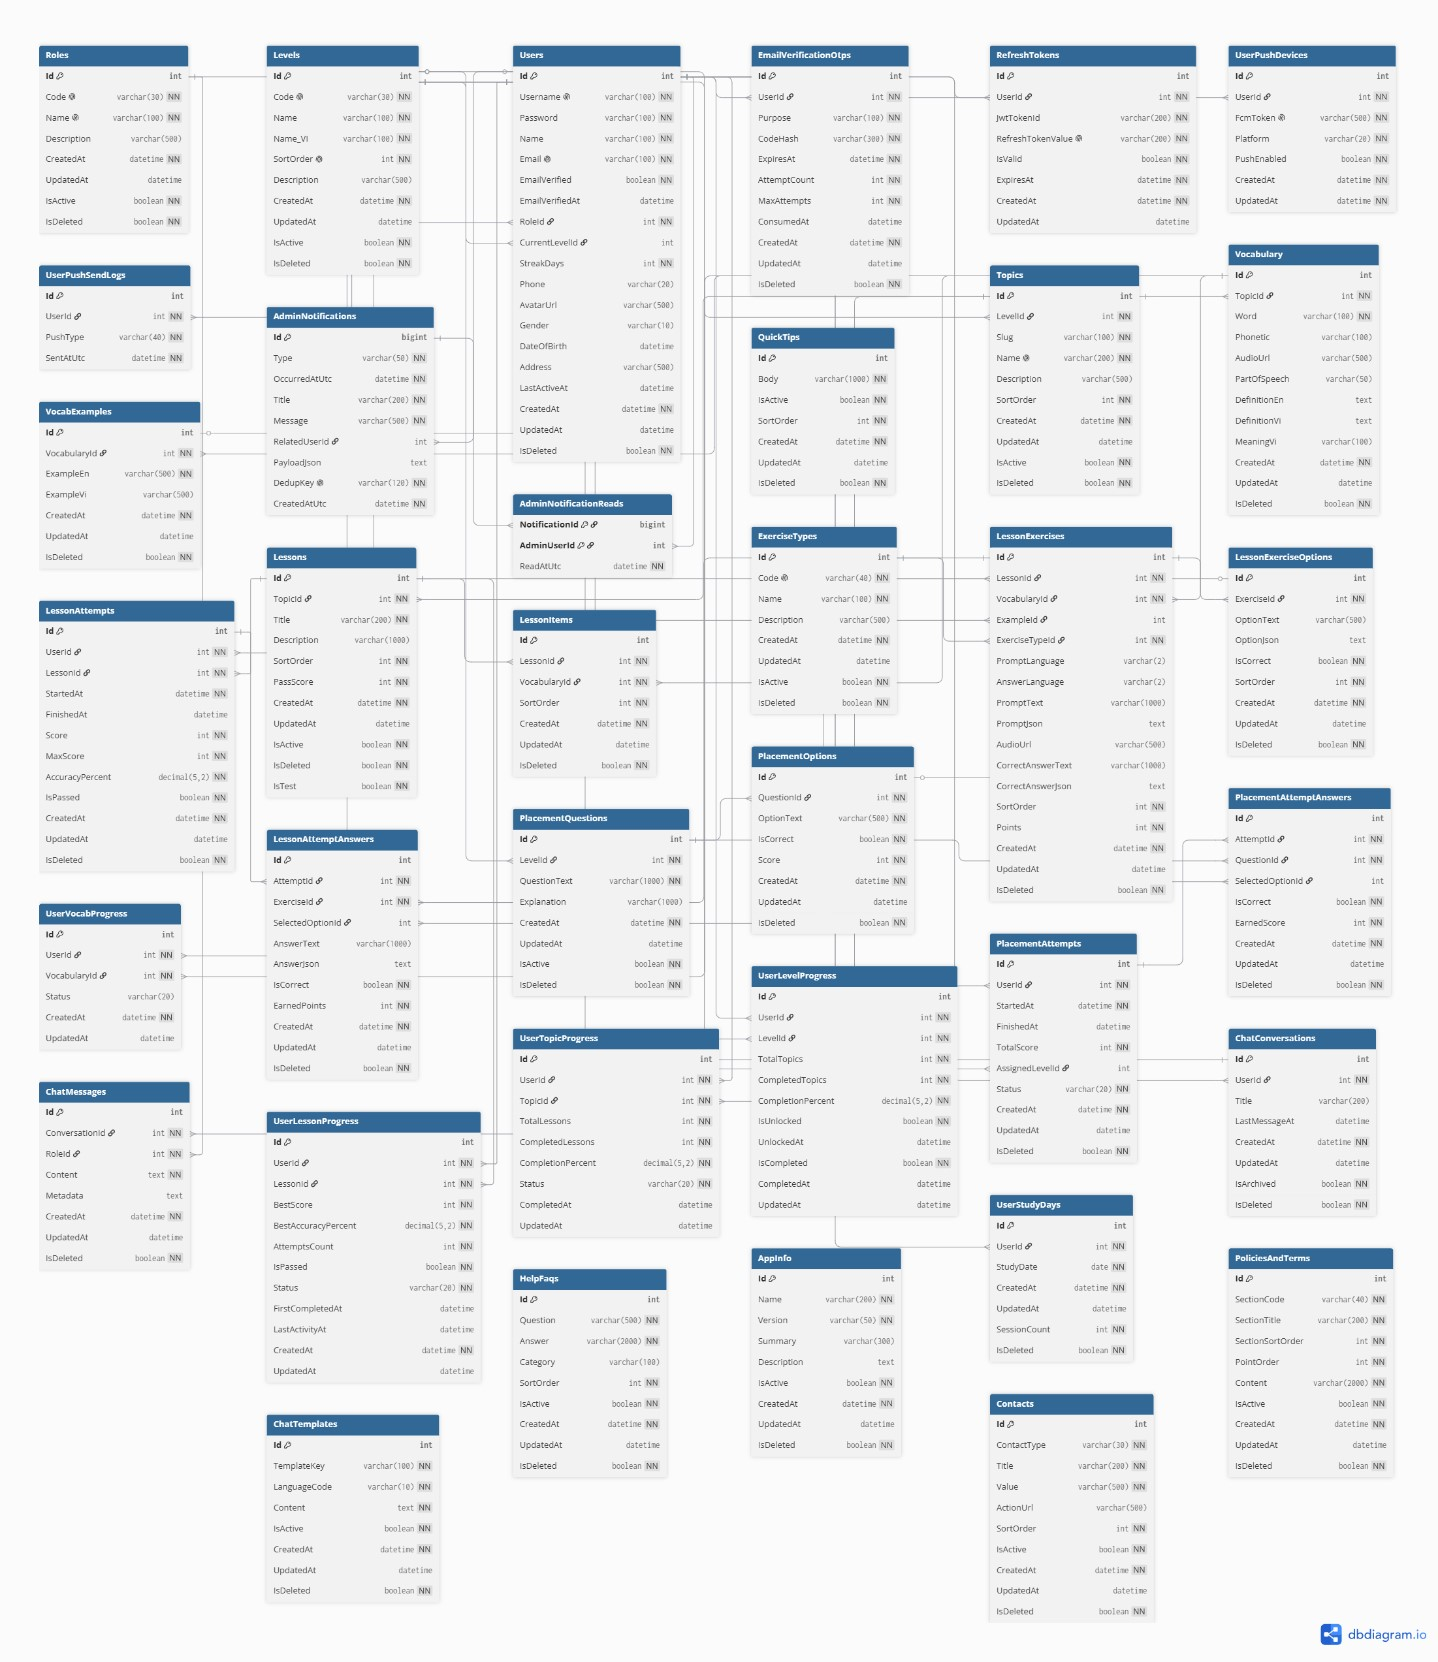 Roles
Id int
Code varchar(30) NN
Name varchar(100) NN
Description varchar(500)
CreatedAt datetime NN
UpdatedAt datetime
IsActive boolean NN
IsDeleted boolean NN
UserPushSendLogs
Id int
UserId int NN
PushType varchar(40) NN
SentAtUtc datetime NN
VocabExamples
Id int
VocabularyId int NN
ExampleEn varchar(500) NN
ExampleVi varchar(500)
CreatedAt datetime NN
UpdatedAt datetime
IsDeleted boolean NN
LessonAttempts
Id int
UserId int NN
LessonId int NN
StartedAt datetime NN
FinishedAt datetime
Score int NN
MaxScore int NN
AccuracyPercent decimal(5,2) NN
IsPassed boolean NN
CreatedAt datetime NN
UpdatedAt datetime
IsDeleted boolean NN
UserVocabProgress
Id int
UserId int NN
VocabularyId int NN
Status varchar(20)
CreatedAt datetime NN
UpdatedAt datetime
ChatMessages
Id int
ConversationId int NN
RoleId int NN
Content text NN
Metadata text
CreatedAt datetime NN
UpdatedAt datetime
IsDeleted boolean NN
Levels
Id int
Code varchar(30) NN
Name varchar(100) NN
Name_Vi varchar(100) NN
SortOrder int NN
Description varchar(500)
CreatedAt datetime NN
UpdatedAt datetime
IsActive boolean NN
IsDeleted boolean NN
AdminNotifications
Id bigint
Type varchar(50) NN
OccurredAtUtc datetime NN
Title varchar(200) NN
Message varchar(500) NN
RelatedUserId int
PayloadJson text
DedupKey varchar(120) NN
CreatedAtUtc datetime NN
Lessons
Id int
TopicId int NN
Title varchar(200) NN
Description varchar(1000)
SortOrder int NN
PassScore int NN
CreatedAt datetime NN
UpdatedAt datetime
IsActive boolean NN
IsDeleted boolean NN
IsTest boolean NN
LessonAttemptAnswers
Id int
AttemptId int NN
ExerciseId int NN
SelectedOptionId int
AnswerText varchar(1000)
AnswerJson text
IsCorrect boolean NN
EarnedPoints int NN
CreatedAt datetime NN
UpdatedAt datetime
IsDeleted boolean NN
UserLessonProgress
Id int
UserId int NN
LessonId int NN
BestScore int NN
BestAccuracyPercent decimal(5,2) NN
AttemptsCount int NN
IsPassed boolean NN
Status varchar(20) NN
FirstCompletedAt datetime
LastActivityAt datetime
CreatedAt datetime NN
UpdatedAt datetime
ChatTemplates
Id int
TemplateKey varchar(100) NN
LanguageCode varchar(10) NN
Content text NN
IsActive boolean NN
CreatedAt datetime NN
UpdatedAt datetime
IsDeleted boolean NN
Users
Id int
Username varchar(100) NN
Password varchar(100) NN
Name varchar(100) NN
Email varchar(100) NN
EmailVerified boolean NN
EmailVerifiedAt datetime
RoleId int NN
CurrentLevelId int
StreakDays int NN
Phone varchar(20)
AvatarUrl varchar(500)
Gender varchar(10)
DateOfBirth datetime
Address varchar(500)
LastActiveAt datetime
CreatedAt datetime NN
UpdatedAt datetime
IsDeleted boolean NN
AdminNotificationReads
NotificationId bigint
AdminUserId int
ReadAtUtc datetime NN
LessonItems
Id int
LessonId int NN
VocabularyId int NN
SortOrder int NN
CreatedAt datetime NN
UpdatedAt datetime
IsDeleted boolean NN
PlacementQuestions
Id int
LevelId int NN
QuestionText varchar(1000) NN
Explanation varchar(1000)
CreatedAt datetime NN
UpdatedAt datetime
IsActive boolean NN
IsDeleted boolean NN
UserTopicProgress
Id int
UserId int NN
TopicId int NN
TotalLessons int NN
CompletedLessons int NN
CompletionPercent decimal(5,2) NN
Status varchar(20) NN
CompletedAt datetime
UpdatedAt datetime
HelpFaqs
Id int
Question varchar(500) NN
Answer varchar(2000) NN
Category varchar(100)
SortOrder int NN
IsActive boolean NN
CreatedAt datetime NN
UpdatedAt datetime
IsDeleted boolean NN
EmailVerificationOtps
Id int
UserId int NN
Purpose varchar(100) NN
CodeHash varchar(300) NN
ExpiresAt datetime NN
AttemptCount int NN
MaxAttempts int NN
ConsumedAt datetime
CreatedAt datetime NN
UpdatedAt datetime
IsDeleted boolean NN
QuickTips
Id int
Body varchar(1000) NN
IsActive boolean NN
SortOrder int NN
CreatedAt datetime NN
UpdatedAt datetime
IsDeleted boolean NN
ExerciseTypes
Id int
Code varchar(40) NN
Name varchar(100) NN
Description varchar(500)
CreatedAt datetime NN
UpdatedAt datetime
IsActive boolean NN
IsDeleted boolean NN
PlacementOptions
Id int
QuestionId int NN
OptionText varchar(500) NN
IsCorrect boolean NN
Score int NN
CreatedAt datetime NN
UpdatedAt datetime
IsDeleted boolean NN
UserLevelProgress
Id int
UserId int NN
LevelId int NN
TotalTopics int NN
CompletedTopics int NN
CompletionPercent decimal(5,2) NN
IsUnlocked boolean NN
UnlockedAt datetime
IsCompleted boolean NN
CompletedAt datetime
UpdatedAt datetime
AppInfo
Id int
Name varchar(200) NN
Version varchar(50) NN
Summary varchar(300)
Description text
IsActive boolean NN
CreatedAt datetime NN
UpdatedAt datetime
IsDeleted boolean NN
RefreshTokens
Id int
UserId int NN
JwtTokenId varchar(200) NN
RefreshTokenValue varchar(200) NN
IsValid boolean NN
ExpiresAt datetime NN
CreatedAt datetime NN
UpdatedAt datetime
Topics
Id int
LevelId int NN
Slug varchar(100) NN
Name varchar(200) NN
Description varchar(500)
SortOrder int NN
CreatedAt datetime NN
UpdatedAt datetime
IsActive boolean NN
IsDeleted boolean NN
LessonExercises
Id int
LessonId int NN
VocabularyId int NN
ExampleId int
ExerciseTypeId int NN
PromptLanguage varchar(2)
AnswerLanguage varchar(2)
PromptText varchar(1000)
PromptJson text
AudioUrl varchar(500)
CorrectAnswerText varchar(1000)
CorrectAnswerJson text
SortOrder int NN
Points int NN
CreatedAt datetime NN
UpdatedAt datetime
IsDeleted boolean NN
PlacementAttempts
Id int
UserId int NN
StartedAt datetime NN
FinishedAt datetime
TotalScore int NN
AssignedLevelId int
Status varchar(20) NN
CreatedAt datetime NN
UpdatedAt datetime
IsDeleted boolean NN
UserStudyDays
Id int
UserId int NN
StudyDate date NN
CreatedAt datetime NN
UpdatedAt datetime
SessionCount int NN
IsDeleted boolean NN
Contacts
Id int
ContactType varchar(30) NN
Title varchar(200) NN
Value varchar(500) NN
ActionUrl varchar(500)
SortOrder int NN
IsActive boolean NN
CreatedAt datetime NN
UpdatedAt datetime
IsDeleted boolean NN
UserPushDevices
Id int
UserId int NN
FcmToken varchar(500) NN
Platform varchar(20) NN
PushEnabled boolean NN
CreatedAt datetime NN
UpdatedAt datetime NN
Vocabulary
Id int
TopicId int NN
Word varchar(100) NN
Phonetic varchar(100)
AudioUrl varchar(500)
PartOfSpeech varchar(50)
DefinitionEn text
DefinitionVi text
MeaningVi varchar(100)
CreatedAt datetime NN
UpdatedAt datetime
IsDeleted boolean NN
LessonExerciseOptions
Id int
ExerciseId int NN
OptionText varchar(500)
OptionJson text
IsCorrect boolean NN
SortOrder int NN
CreatedAt datetime NN
UpdatedAt datetime
IsDeleted boolean NN
PlacementAttemptAnswers
Id int
AttemptId int NN
QuestionId int NN
SelectedOptionId int
IsCorrect boolean NN
EarnedScore int NN
CreatedAt datetime NN
UpdatedAt datetime
IsDeleted boolean NN
ChatConversations
Id int
UserId int NN
Title varchar(200)
LastMessageAt datetime
CreatedAt datetime NN
UpdatedAt datetime
IsArchived boolean NN
IsDeleted boolean NN
PoliciesAndTerms
Id int
SectionCode varchar(40) NN
SectionTitle varchar(200) NN
SectionSortOrder int NN
PointOrder int NN
Content varchar(2000) NN
IsActive boolean NN
CreatedAt datetime NN
UpdatedAt datetime
IsDeleted boolean NN
dbdiagram.io